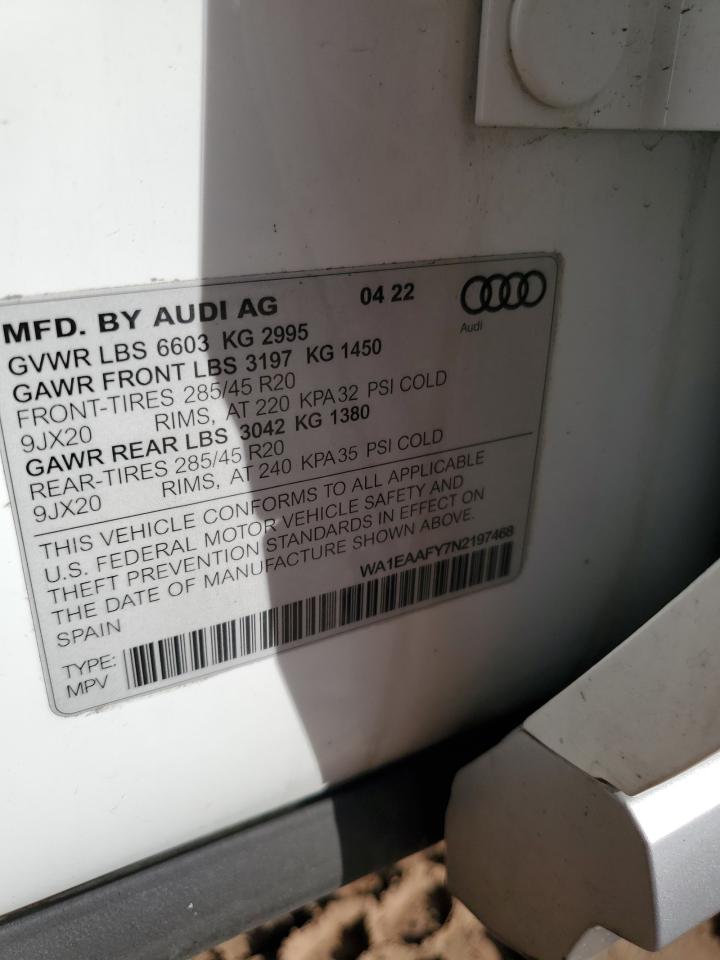 MFD. BY AUDI AG 04 22
Audi
GVWR LBS 6603 KG 2995
GAWR FRONT LBS 3197 KG 1450
FRONT-TIRES 285/45 R20
9JX20 RIMS, AT 220 KPA32 PSI COLD
GAWR REAR LBS 3042 KG 1380
REAR-TIRES 285/45 R20
9JX20 RIMS, AT 240 KPA35 PSI COLD
THIS VEHICLE CONFORMS TO ALL APPLICABLE
U.S. FEDERAL MOTOR VEHICLE SAFETY AND
THEFT PREVENTION STANDARDS IN EFFECT ON
THE DATE OF MANUFACTURE SHOWN ABOVE.
SPAIN WA1EAAFY7N2197468
TYPE:
MPV